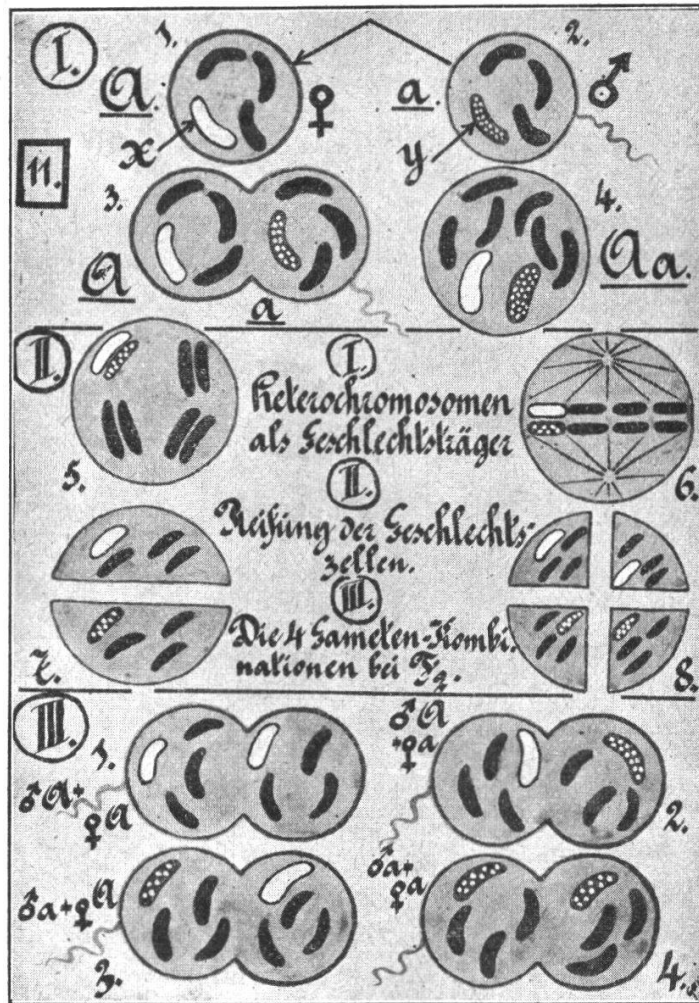 I.
1.
2.
A.
♀
a.
♂
x
y
11.
3.
4.
A
a
Aa.
II.
I.
Heterochromosomen
als Geschlechtsträger
5.
6.
II.
Reifung der Geschlechts-
zellen.
III.
Die 4 Gameten-Kombi-
nationen bei F2.
7.
8.
III.
1.
♂A+
♀A
♂A
+♀a
2.
♂a+♀A
3.
♂a+
♀a
4.